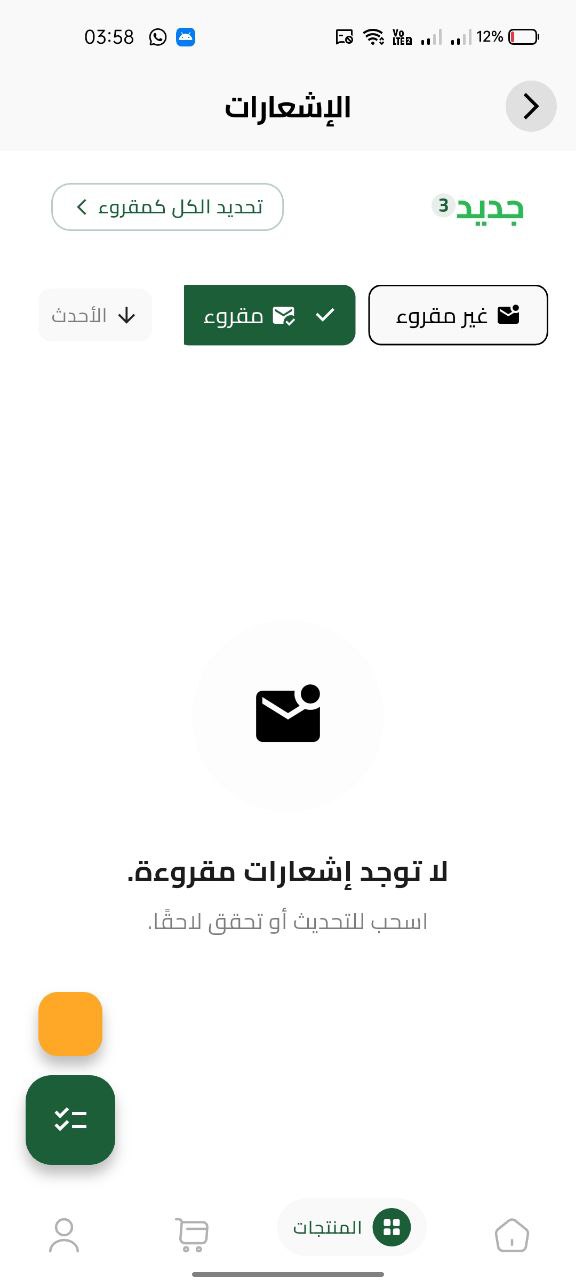 03:58 12%
الإشعارات
جديد 3 تحديد الكل كمقروء
غير مقروء مقروء الأحدث
لا توجد إشعارات مقروءة.
اسحب للتحديث أو تحقق لاحقًا.
المنتجات